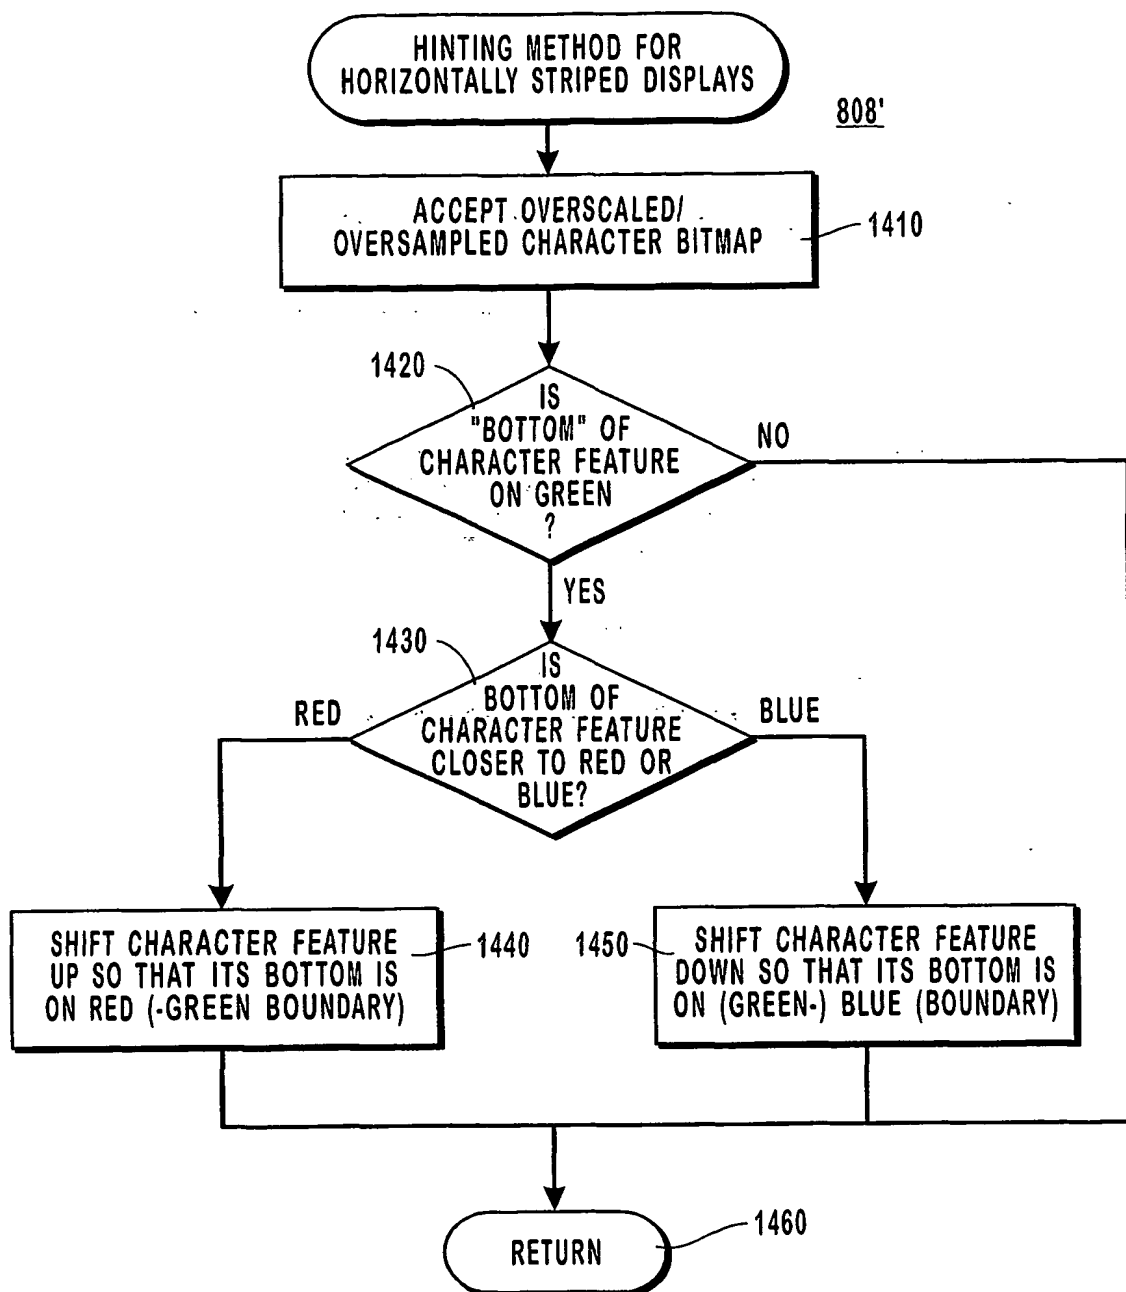 HINTING METHOD FOR
HORIZONTALLY STRIPED DISPLAYS
808'
ACCEPT OVERSCALED/
OVERSAMPLED CHARACTER BITMAP
1410
1420
IS
"BOTTOM" OF
CHARACTER FEATURE
ON GREEN
?
NO
YES
1430
IS
BOTTOM OF
CHARACTER FEATURE
CLOSER TO RED OR
BLUE?
RED
BLUE
SHIFT CHARACTER FEATURE
UP SO THAT ITS BOTTOM IS
ON RED (-GREEN BOUNDARY)
1440
1450
SHIFT CHARACTER FEATURE
DOWN SO THAT ITS BOTTOM IS
ON (GREEN-) BLUE (BOUNDARY)
RETURN
1460